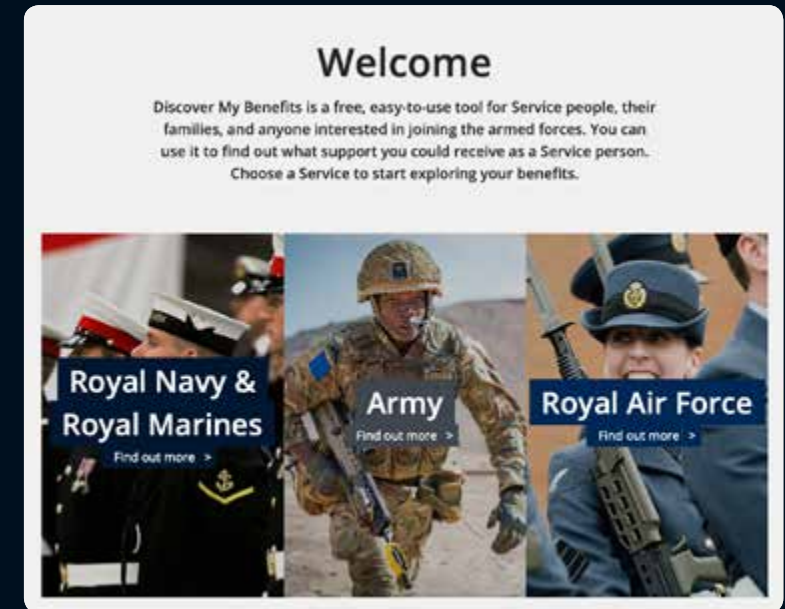 Welcome
Discover My Benefits is a free, easy-to-use tool for Service people, their
families, and anyone interested in joining the armed forces. You can
use it to find out what support you could receive as a Service person.
Choose a Service to start exploring your benefits.
Royal Navy &
Royal Marines
Find out more >
Army
Find out more >
Royal Air Force
Find out more >